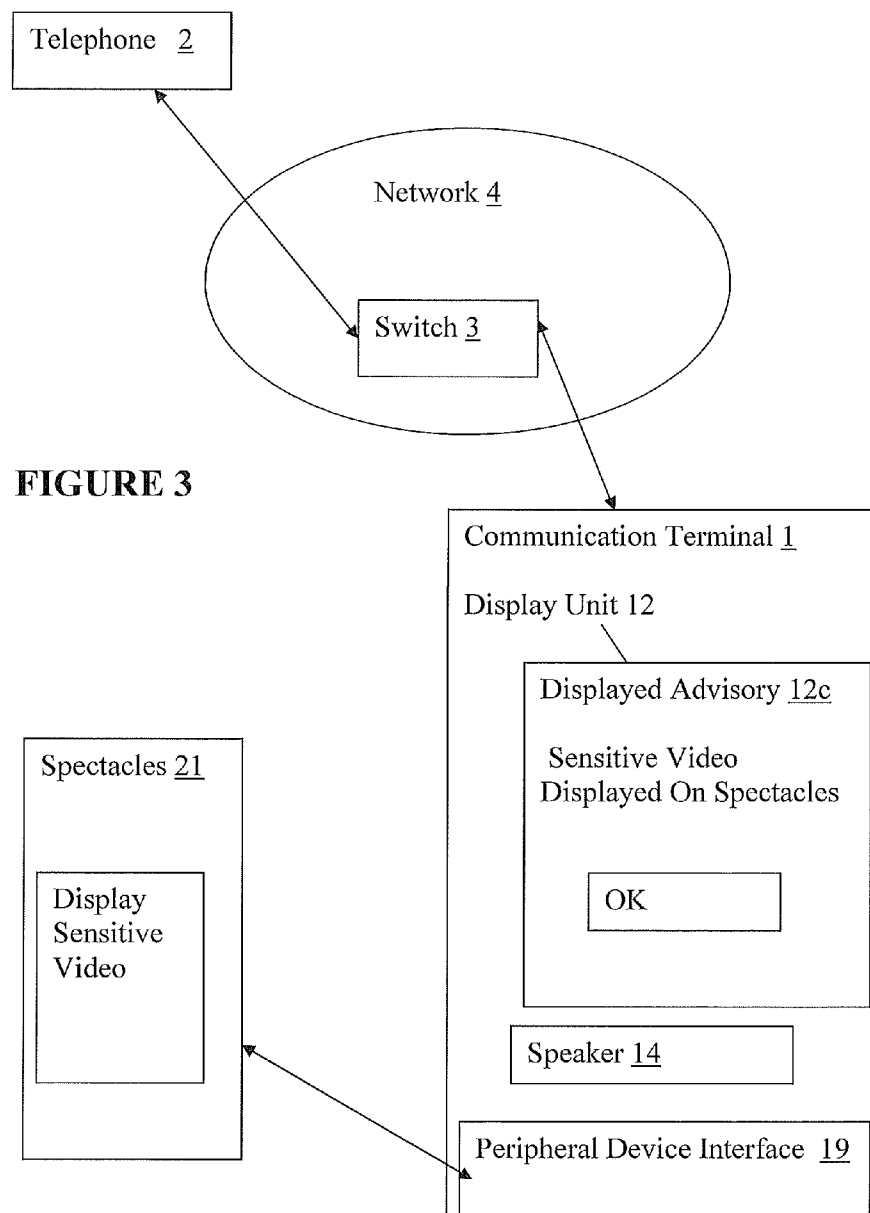 Telephone 2
Network 4
Switch 3
FIGURE 3
Communication Terminal 1
Display Unit 12
Displayed Advisory 12c
Sensitive Video
Displayed On Spectacles
OK
Spectacles 21
Display
Sensitive
Video
Speaker 14
Peripheral Device Interface 19